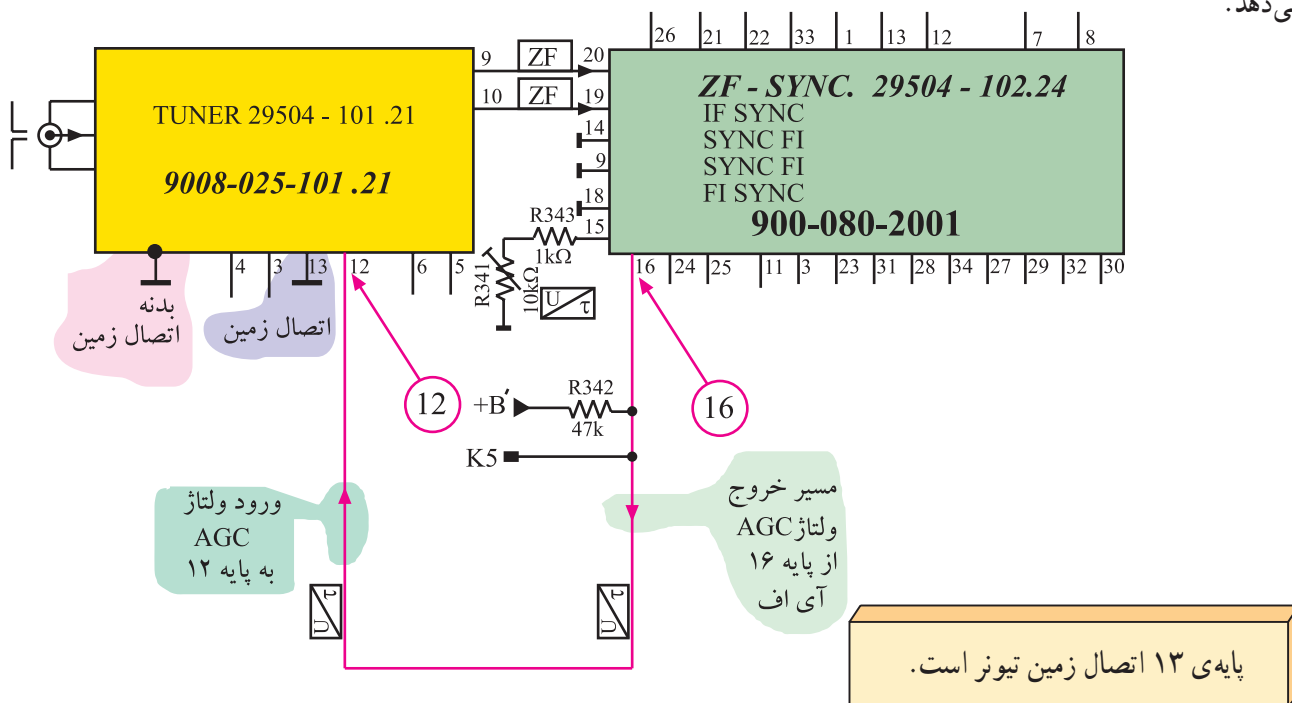 ی‌دهد.
26 21 22 33 1 13 12 7 8
9 ZF 20
10 ZF 19
TUNER 29504 - 101 .21
9008-025-101 .21
ZF - SYNC. 29504 - 102.24
IF SYNC
SYNC FI
SYNC FI
FI SYNC
900-080-2001
14
9
18
15
R343
1kΩ
R341
10kΩ
U τ
4 3 13 12 6 5
16 24 25 11 3 23 31 28 34 27 29 32 30
بدنه
اتصال زمین
اتصال زمین
12
16
+B′
R342
47k
K5
ورود ولتاژ
AGC
به پایه ۱۲
مسیر خروج
ولتاژ AGC
از پایه ۱۶
آی اف
U τ
U τ
پایه‌ی ۱۳ اتصال زمین تیونر است.